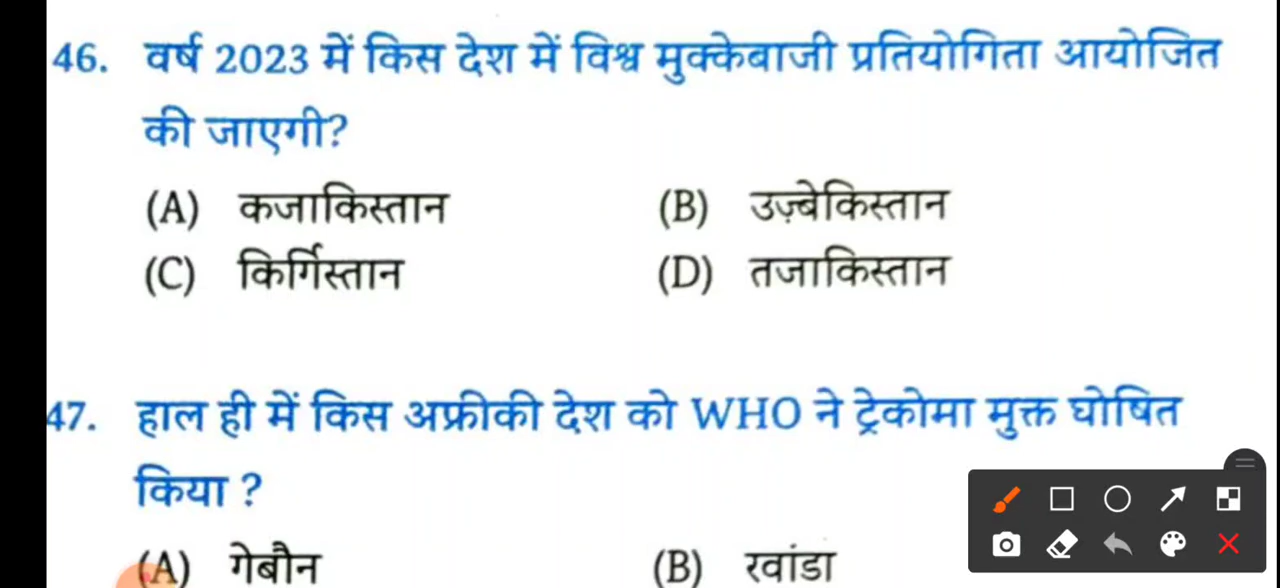 46. वर्ष 2023 में किस देश में विश्व मुक्केबाजी प्रतियोगिता आयोजित
की जाएगी?
(A) कजाकिस्तान (B) उज़्बेकिस्तान
(C) किर्गिस्तान (D) तजाकिस्तान
47. हाल ही में किस अफ्रीकी देश को WHO ने ट्रेकोमा मुक्त घोषित
किया ?
(A) गेबौन (B) रवांडा